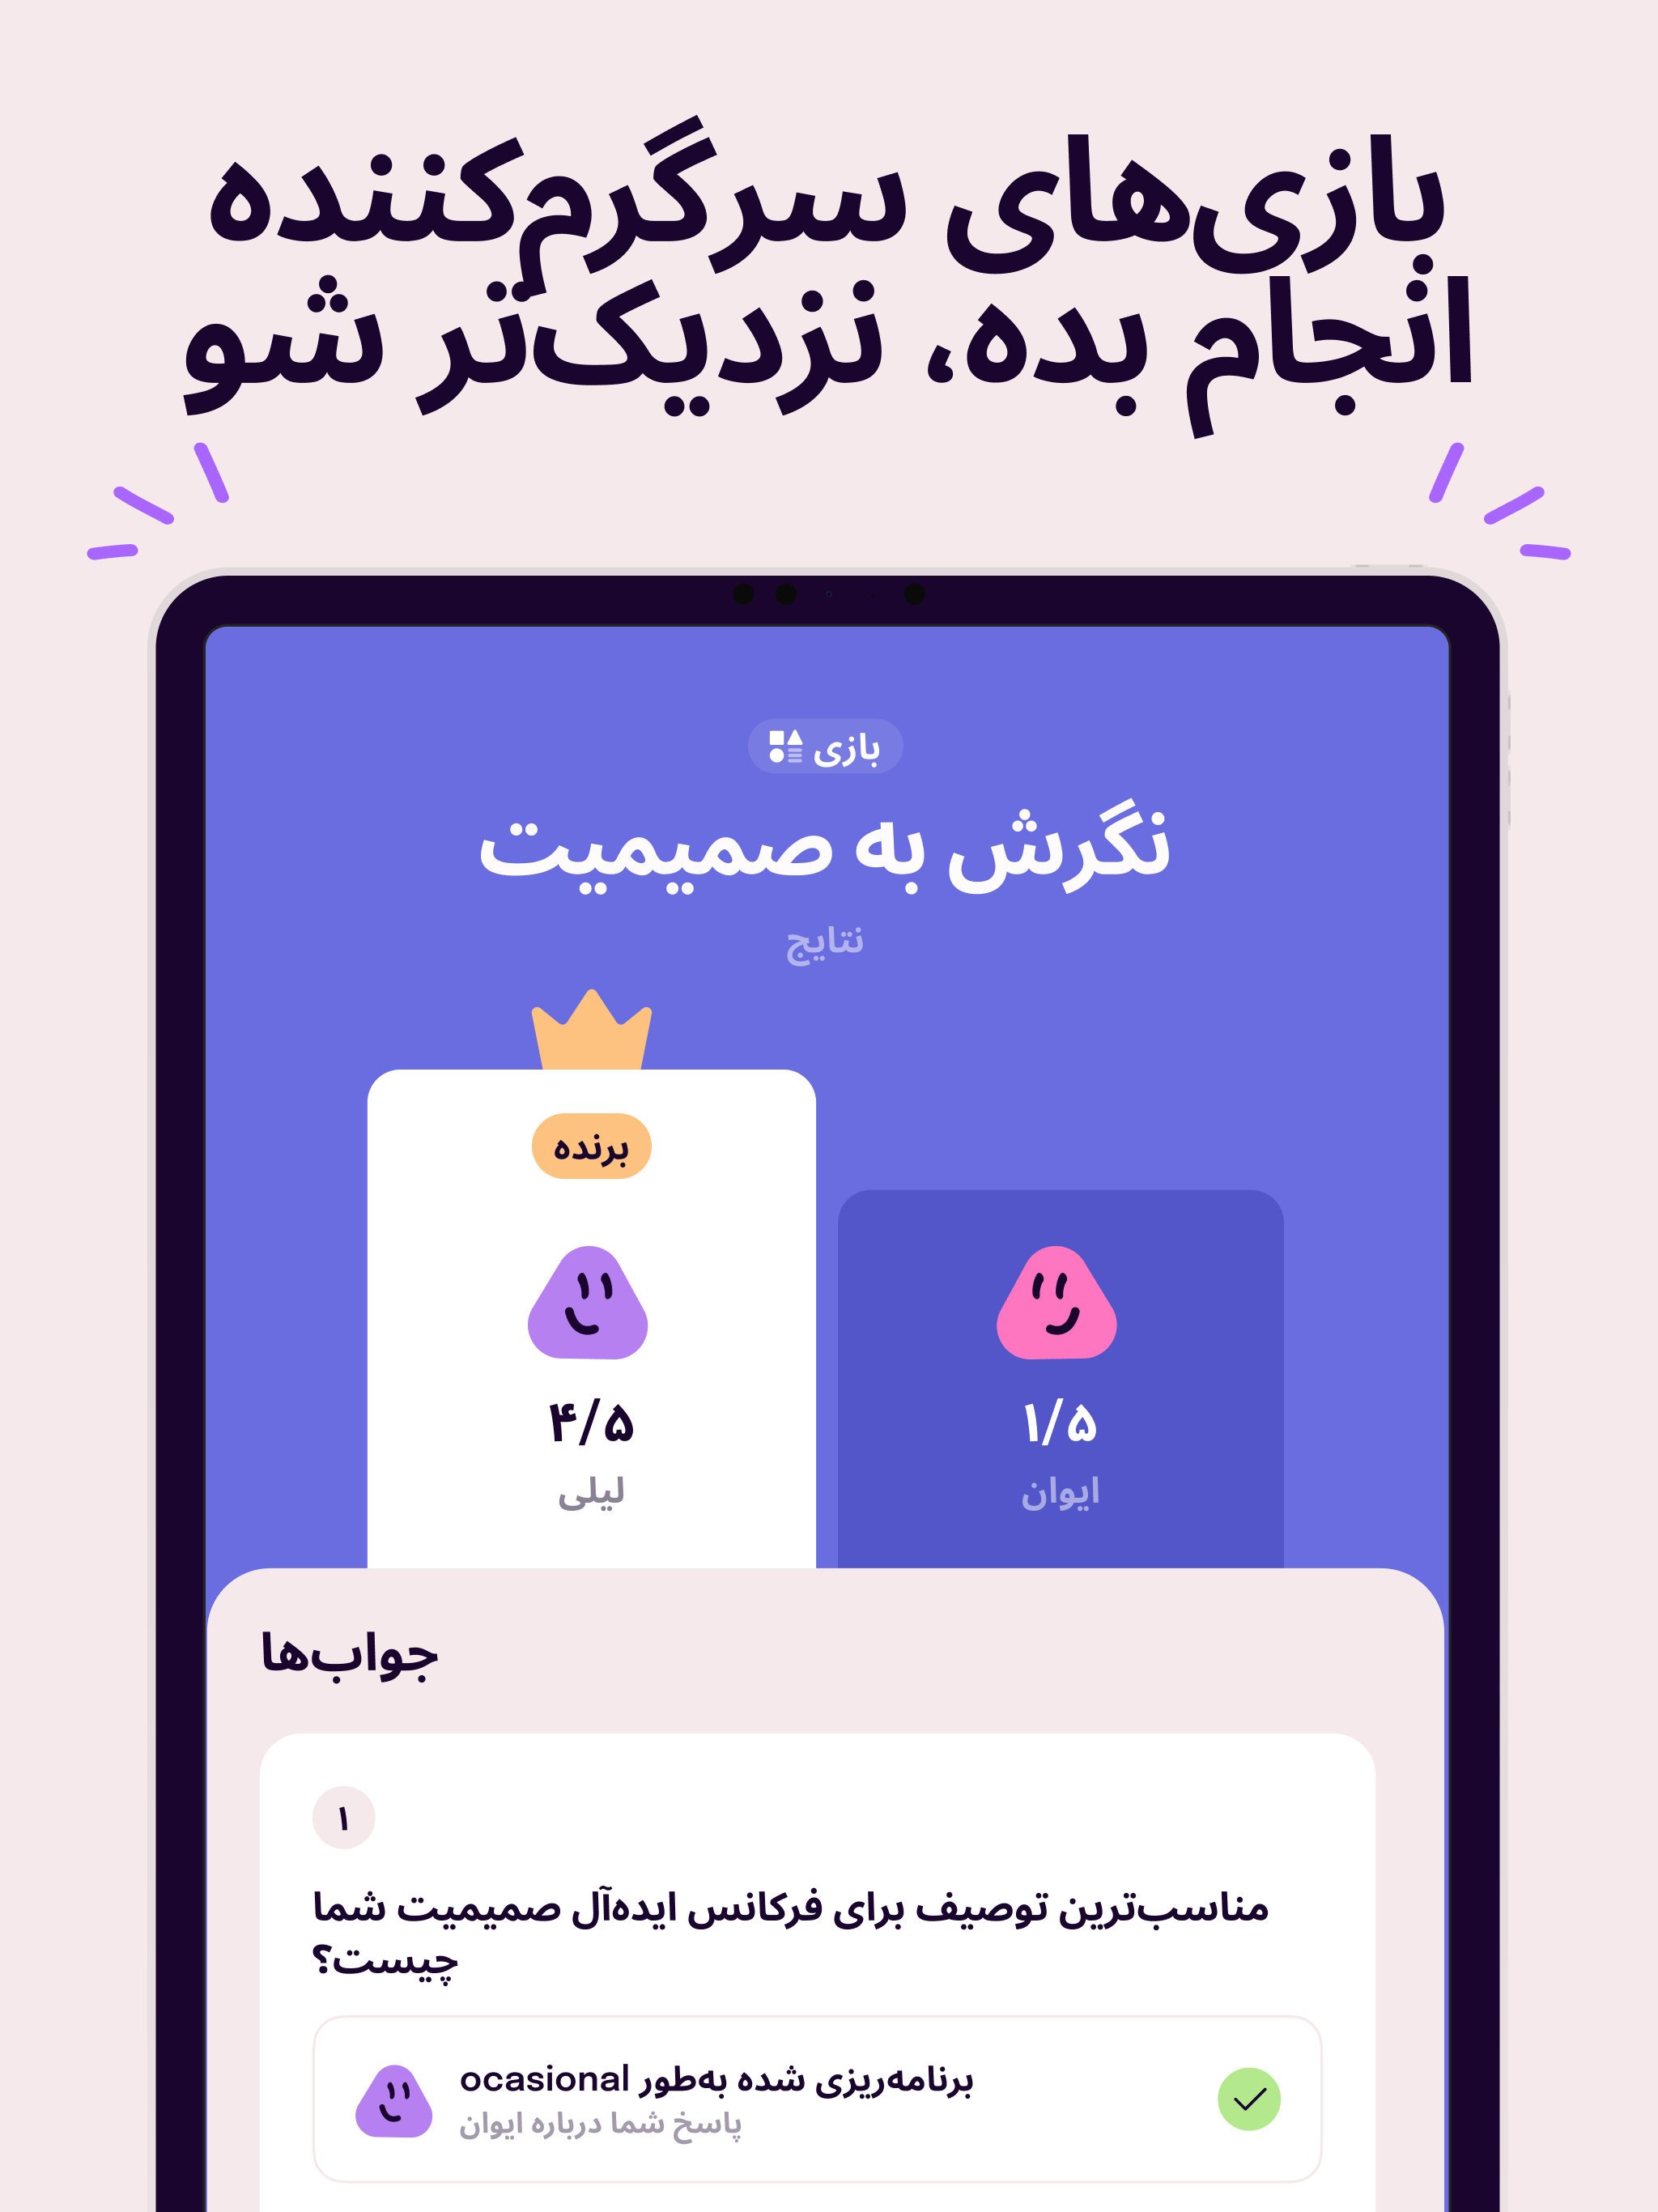 بازی‌های سرگرم‌کننده
انجام بده. نزدیک‌تر شو
بازی
نگرش به صمیمیت
نتایج
برنده
۴/۵
لیلی
۱/۵
ایوان
جواب‌ها
۱
مناسب‌ترین توصیف برای فرکانس ایده‌آل صمیمیت شما
چیست؟
برنامه‌ریزی شده به‌طور ocasional
پاسخ شما درباره ایوان